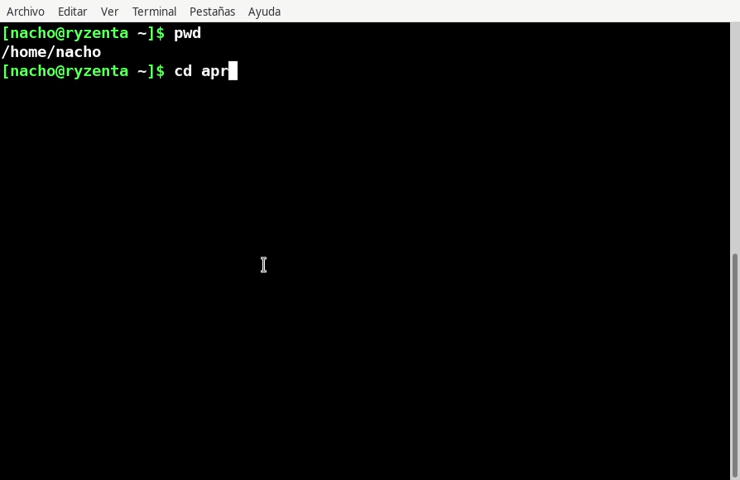 Archivo Editar Ver Terminal Pestañas Ayuda
[nacho@ryzenta ~]$ pwd
/home/nacho
[nacho@ryzenta ~]$ cd apr